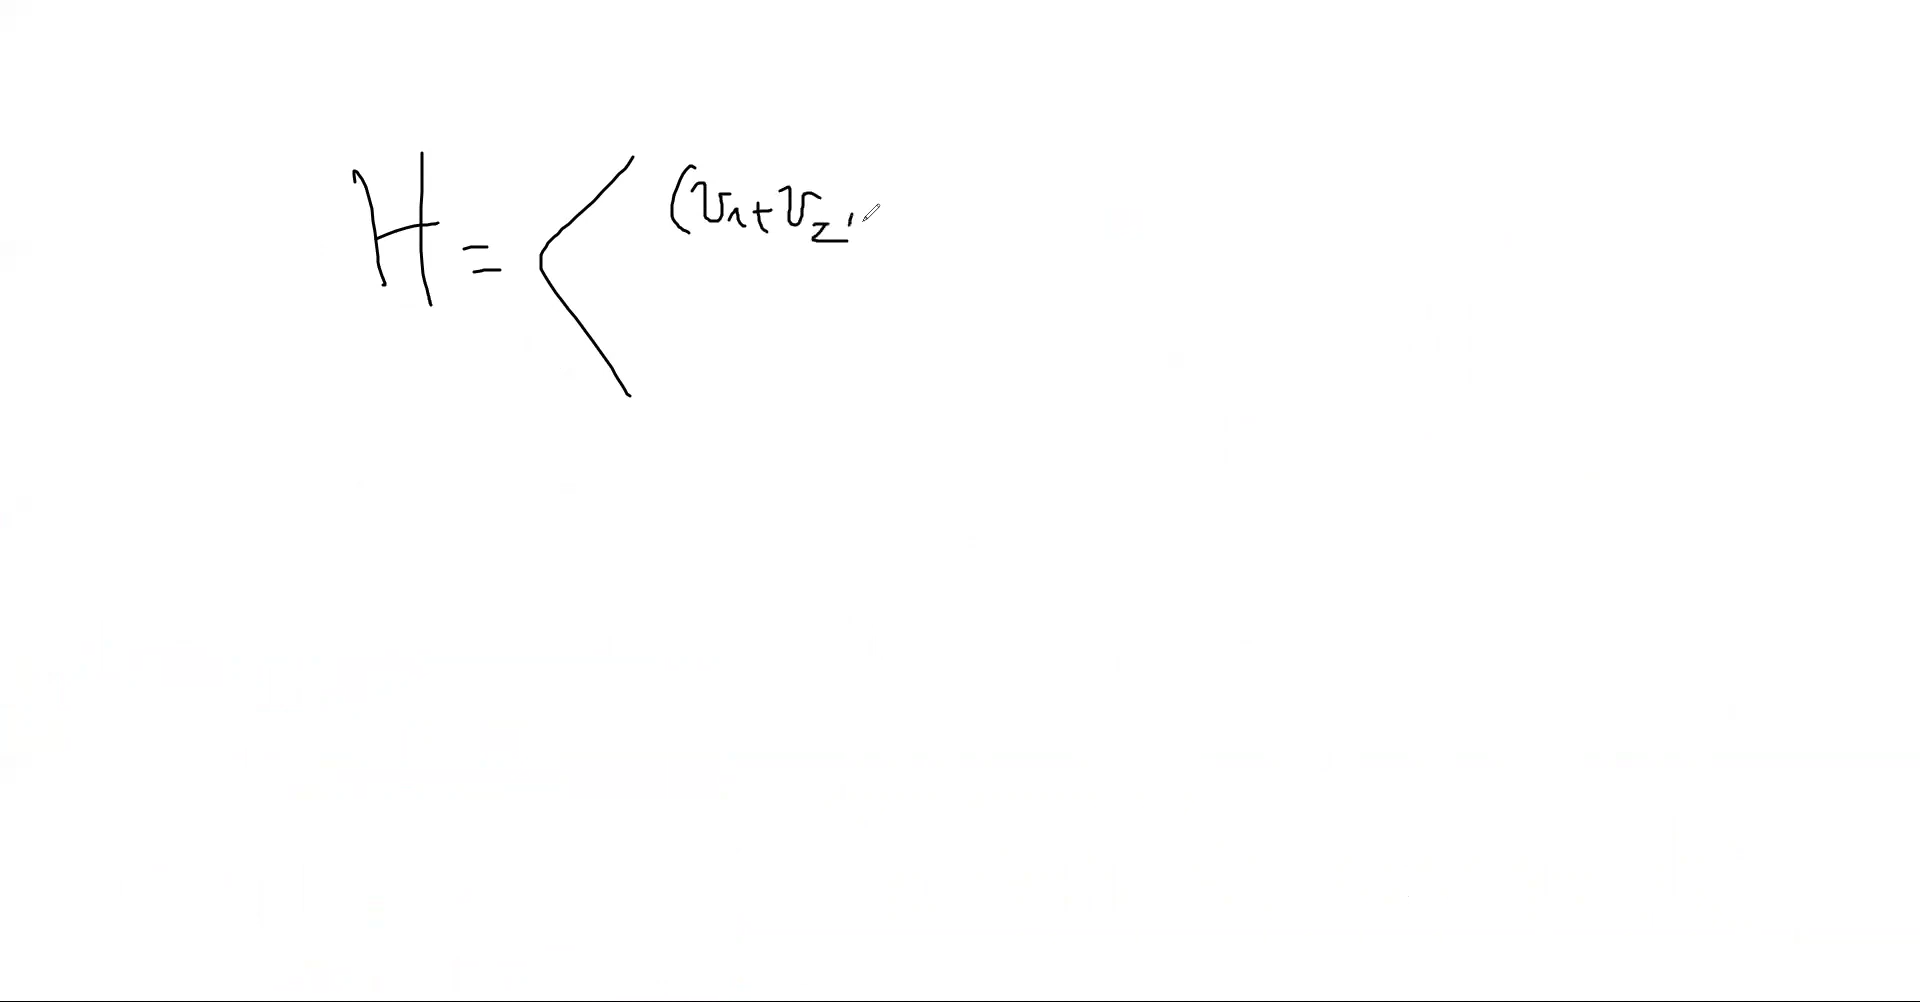 H = < (v₁+v₂,